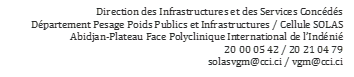 Direction des Infrastructures et des Services Concédés
Département Pesage Poids Publics et Infrastructures / Cellule SOLAS
Abidjan-Plateau Face Polyclinique International de l'Indénié
20 00 05 42 / 20 21 04 79
solasvgm@cci.ci / vgm@cci.ci